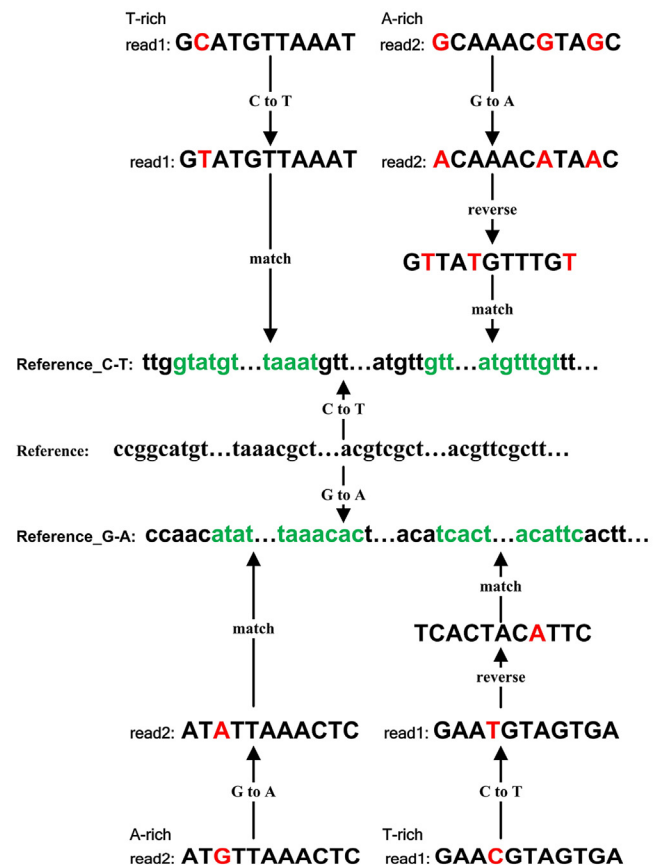 T-rich A-rich
read1: GCATGTTAAAT read2: GCAAACGTAGC
C to T G to A
read1: GTATGTTAAAT read2: ACAAACATAAC
reverse
GTTATGTTTGT
match match
Reference_C-T: ttggtatgt...taaatgtt...atgttgtt...atgtttgttt...
C to T
Reference: ccggcatgt...taaacgct...acgtcgct...acgttcgctt...
G to A
Reference_G-A: ccaacatat...taaacact...acatcact...acattcactt...
match match
TCACTACATTC
reverse
read2: ATATTAAACTC read1: GAATGTAGTGA
G to A C to T
A-rich T-rich
read2: ATGTTAAACTC read1: GAACGTAGTGA